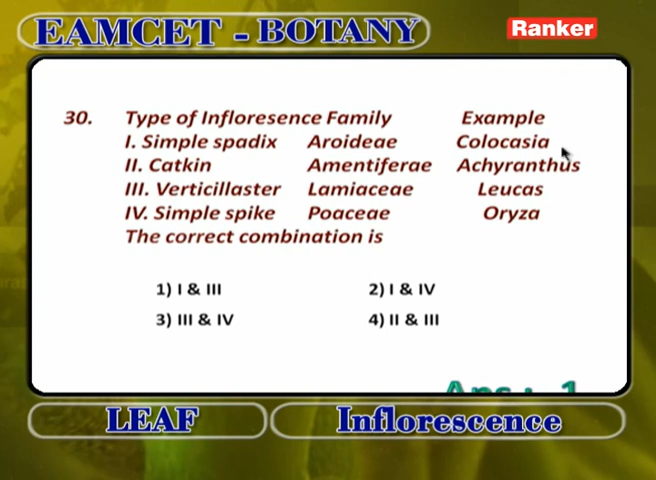 EAMCET - BOTANY
Ranker
30. Type of Infloresence Family Example
I. Simple spadix Aroideae Colocasia
II. Catkin Amentiferae Achyranthus
III. Verticillaster Lamiaceae Leucas
IV. Simple spike Poaceae Oryza
The correct combination is
1) I & III 2) I & IV
3) III & IV 4) II & III
Ans : 1
LEAF Inflorescence